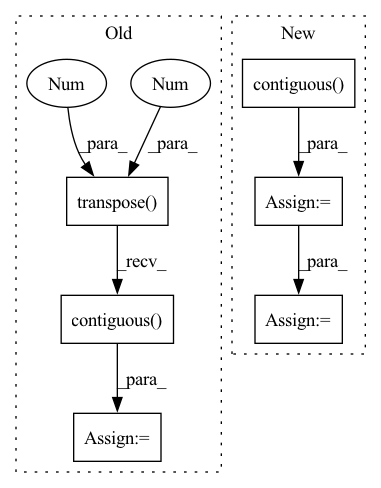 Old
New
Num
Num
contiguous()
_para_
_para_
_para_
transpose()
Assign:=
_recv_
_para_
contiguous()
Assign:=
_para_
Assign:=